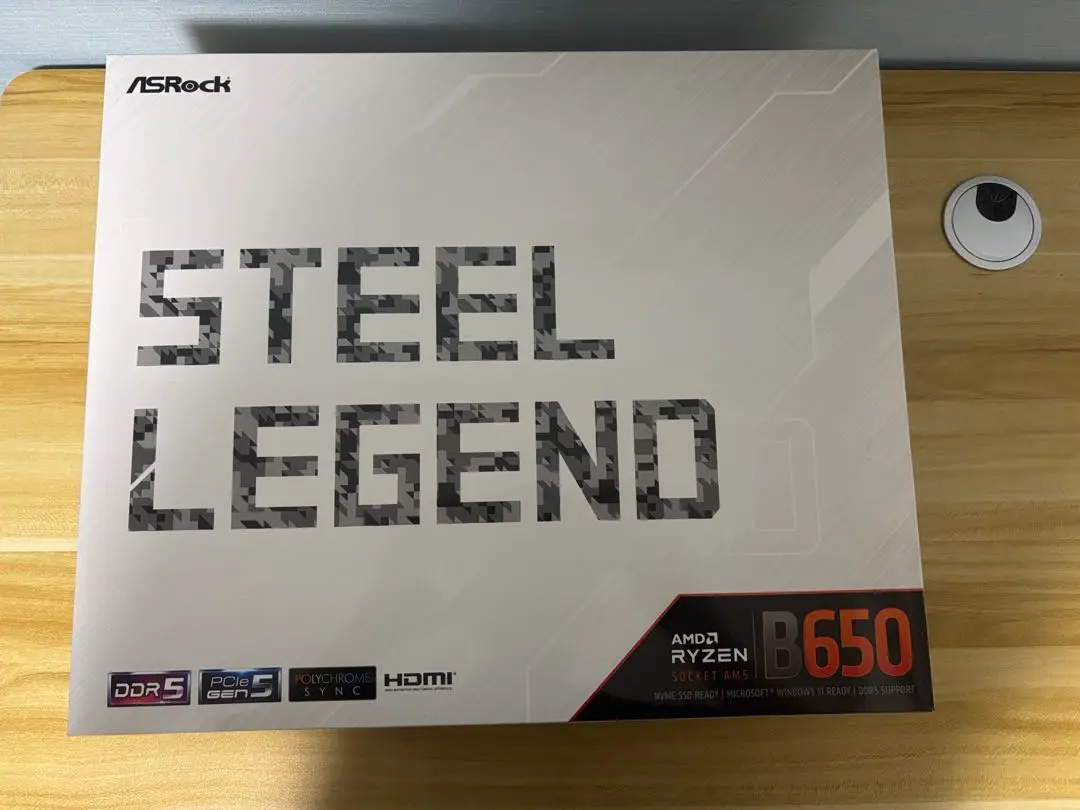 ASRock
STEEL
LEGEND
AMD
RYZEN
SOCKET AM5
B650
NVME SSD READY | MICROSOFT® WINDOWS 11 READY | DDR5 SUPPORT
DDR5
PCIe
GEN 5
POLYCHROME
SYNC
HDMI®